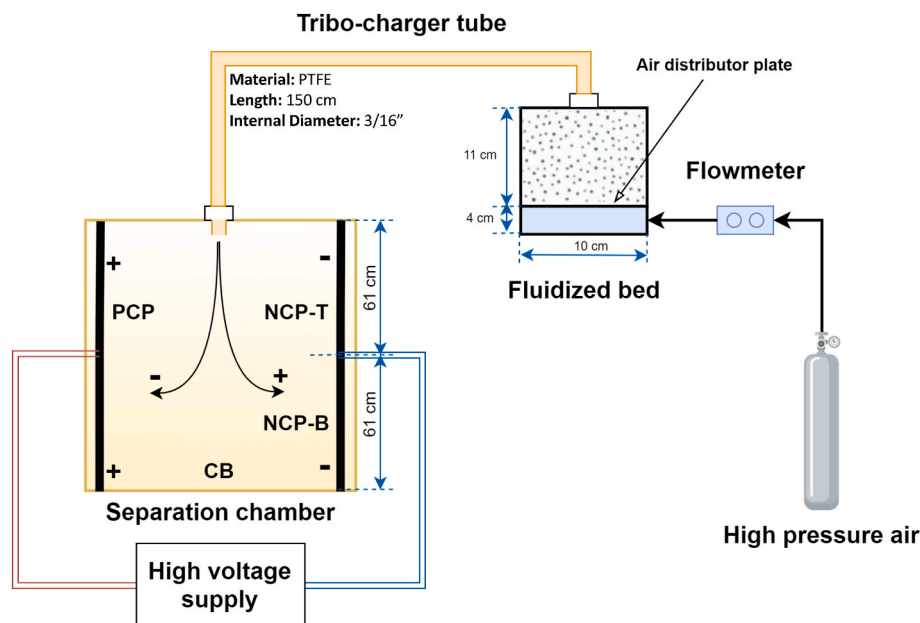 Tribo-charger tube
Material: PTFE
Length: 150 cm
Internal Diameter: 3/16”
Air distributor plate
11 cm
4 cm
10 cm
Flowmeter
Fluidized bed
High pressure air
+
-
PCP
NCP-T
61 cm
-
+
NCP-B
61 cm
+
CB
-
Separation chamber
High voltage
supply